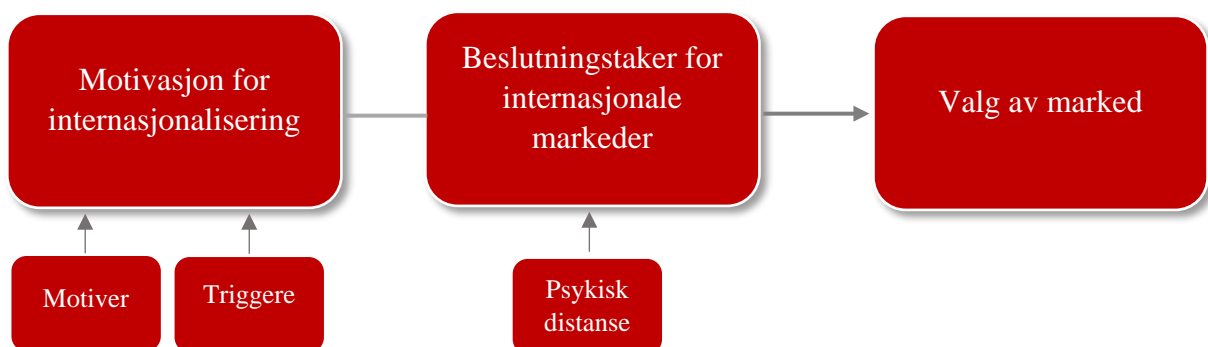 Motivasjon for
internasjonalisering
Beslutningstaker for
internasjonale
markeder
Valg av marked
Motiver
Triggere
Psykisk
distanse